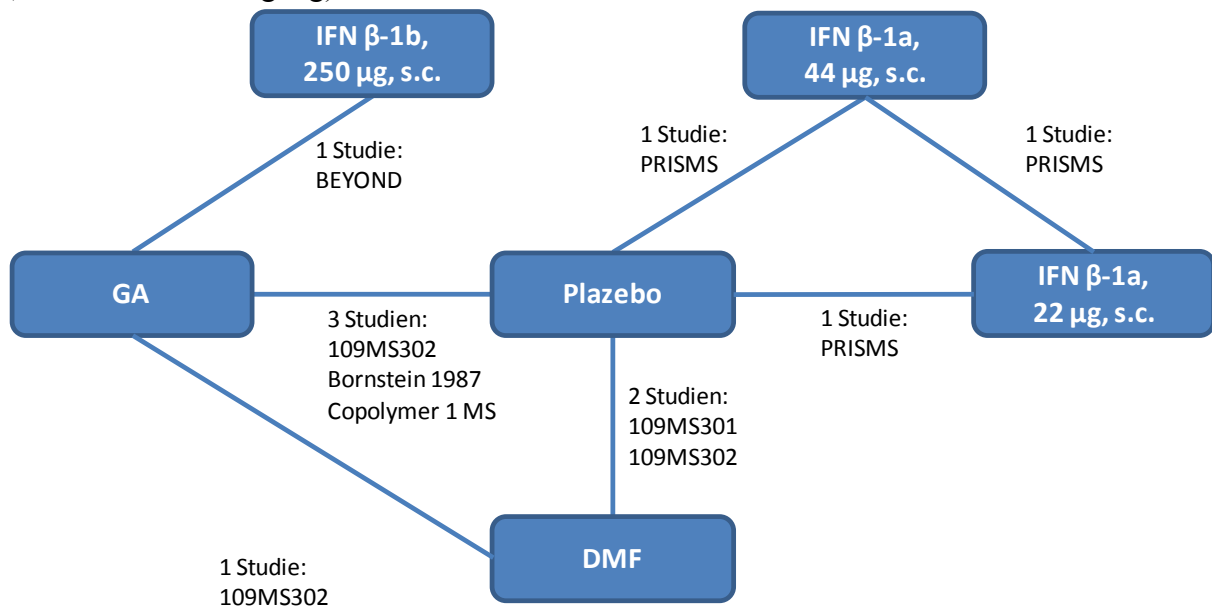 IFN β-1b,
250 µg, s.c.
IFN β-1a,
44 µg, s.c.
1 Studie:
BEYOND
1 Studie:
PRISMS
1 Studie:
PRISMS
GA
Plazebo
IFN β-1a,
22 µg, s.c.
3 Studien:
109MS302
Bornstein 1987
Copolymer 1 MS
1 Studie:
PRISMS
2 Studien:
109MS301
109MS302
DMF
1 Studie:
109MS302